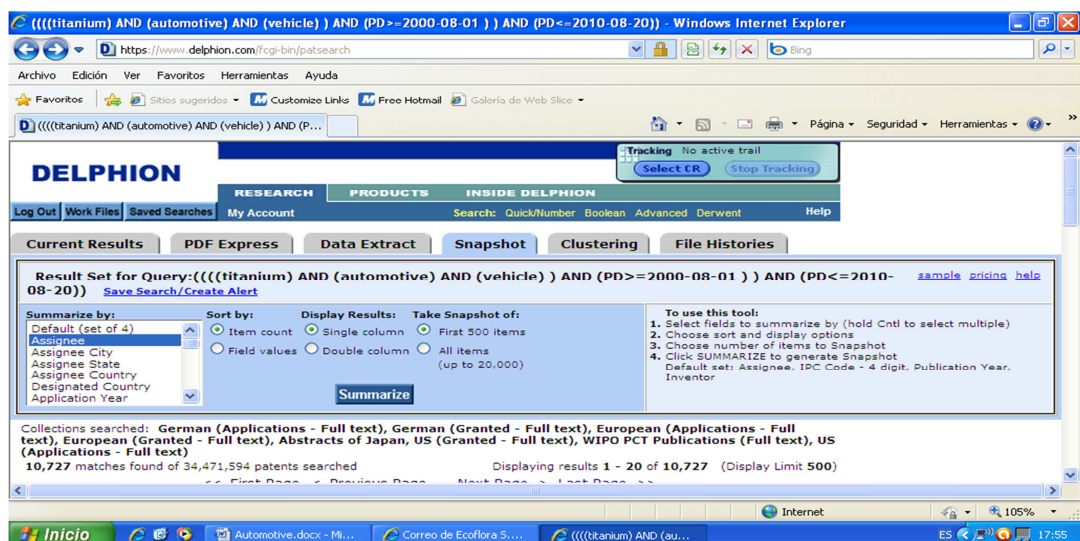 ((((titanium) AND (automotive) AND (vehicle) ) AND (PD>=2000-08-01 ) ) AND (PD<=2010-08-20)) - Windows Internet Explorer
https://www.delphion.com/fcgi-bin/patsearch
Bing
Archivo Edición Ver Favoritos Herramientas Ayuda
Favoritos Sitios sugeridos Customize Links Free Hotmail Galería de Web Slice
((((titanium) AND (automotive) AND (vehicle) ) AND (P...
Página Seguridad Herramientas
Tracking No active trail
Select CR Stop Tracking
DELPHION
RESEARCH PRODUCTS INSIDE DELPHION
Log Out Work Files Saved Searches My Account Search: Quick/Number Boolean Advanced Derwent Help
Current Results PDF Express Data Extract Snapshot Clustering File Histories
Result Set for Query:((((titanium) AND (automotive) AND (vehicle) ) AND (PD>=2000-08-01 ) ) AND (PD<=2010-
08-20)) Save Search/Create Alert
sample pricing help
Summarize by:
Default (set of 4)
Assignee
Assignee City
Assignee State
Assignee Country
Designated Country
Application Year
Sort by:
Item count
Field values
Display Results:
Single column
Double column
Take Snapshot of:
First 500 items
All items
(up to 20,000)
Summarize
To use this tool:
1. Select fields to summarize by (hold Cntl to select multiple)
2. Choose sort and display options
3. Choose number of items to Snapshot
4. Click SUMMARIZE to generate Snapshot
Default set: Assignee, IPC Code - 4 digit, Publication Year,
Inventor
Collections searched: German (Applications - Full text), German (Granted - Full text), European (Applications - Full
text), European (Granted - Full text), Abstracts of Japan, US (Granted - Full text), WIPO PCT Publications (Full text), US
(Applications - Full text)
10,727 matches found of 34,471,594 patents searched Displaying results 1 - 20 of 10,727 (Display Limit 500)
<< First Page < Previous Page Next Page > Last Page >>
Internet 105%
Inicio Automotive.docx - Mi... Correo de Ecoflora S.... ((((titanium) AND (au... ES 17:55